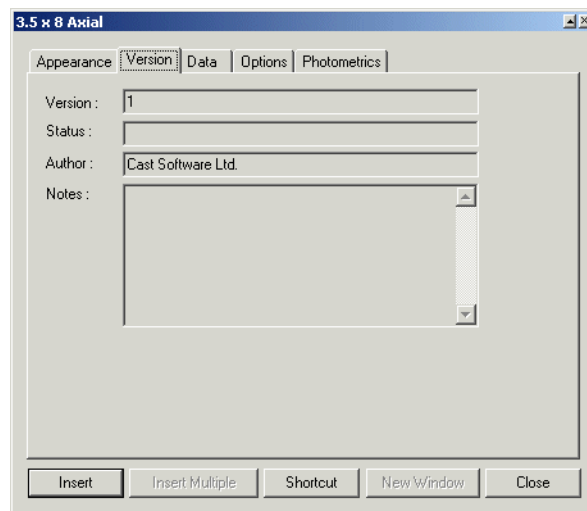 3.5 x 8 Axial
Appearance Version Data Options Photometrics
Version : 1
Status :
Author : Cast Software Ltd.
Notes :
Insert Insert Multiple Shortcut New Window Close